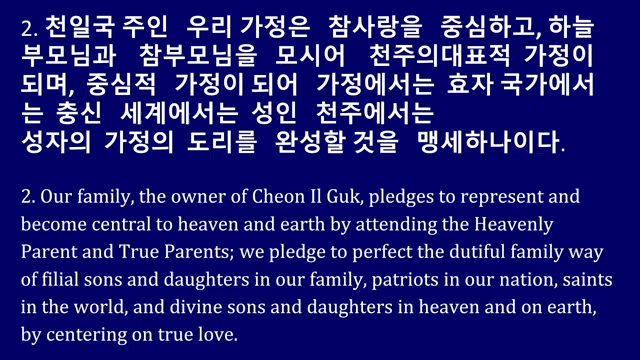 2. 천일국 주인 우리 가정은 참사랑을 중심하고, 하늘
부모님과 참부모님을 모시어 천주의대표적 가정이
되며, 중심적 가정이 되어 가정에서는 효자 국가에서
는 충신 세계에서는 성인 천주에서는
성자의 가정의 도리를 완성할 것을 맹세하나이다.
2. Our family, the owner of Cheon Il Guk, pledges to represent and
become central to heaven and earth by attending the Heavenly
Parent and True Parents; we pledge to perfect the dutiful family way
of filial sons and daughters in our family, patriots in our nation, saints
in the world, and divine sons and daughters in heaven and on earth,
by centering on true love.